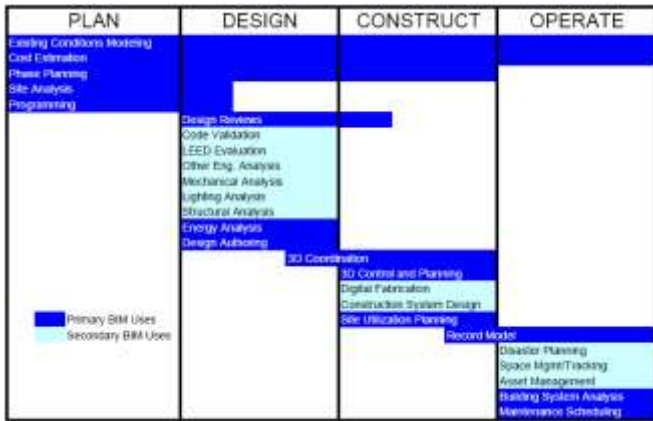 PLAN DESIGN CONSTRUCT OPERATE
Existing Conditions Modeling
Cost Estimation
Phase Planning
Site Analysis
Programming
Design Reviews
Code Validation
LEED Evaluation
Other Eng. Analysis
Mechanical Analysis
Lighting Analysis
Structural Analysis
Energy Analysis
Design Authoring
3D Coordination
3D Control and Planning
Digital Fabrication
Construction System Design
Site Utilization Planning
Record Model
Disaster Planning
Space Mgmt/Tracking
Asset Management
Building System Analysis
Maintenance Scheduling
Primary BIM Uses
Secondary BIM Uses